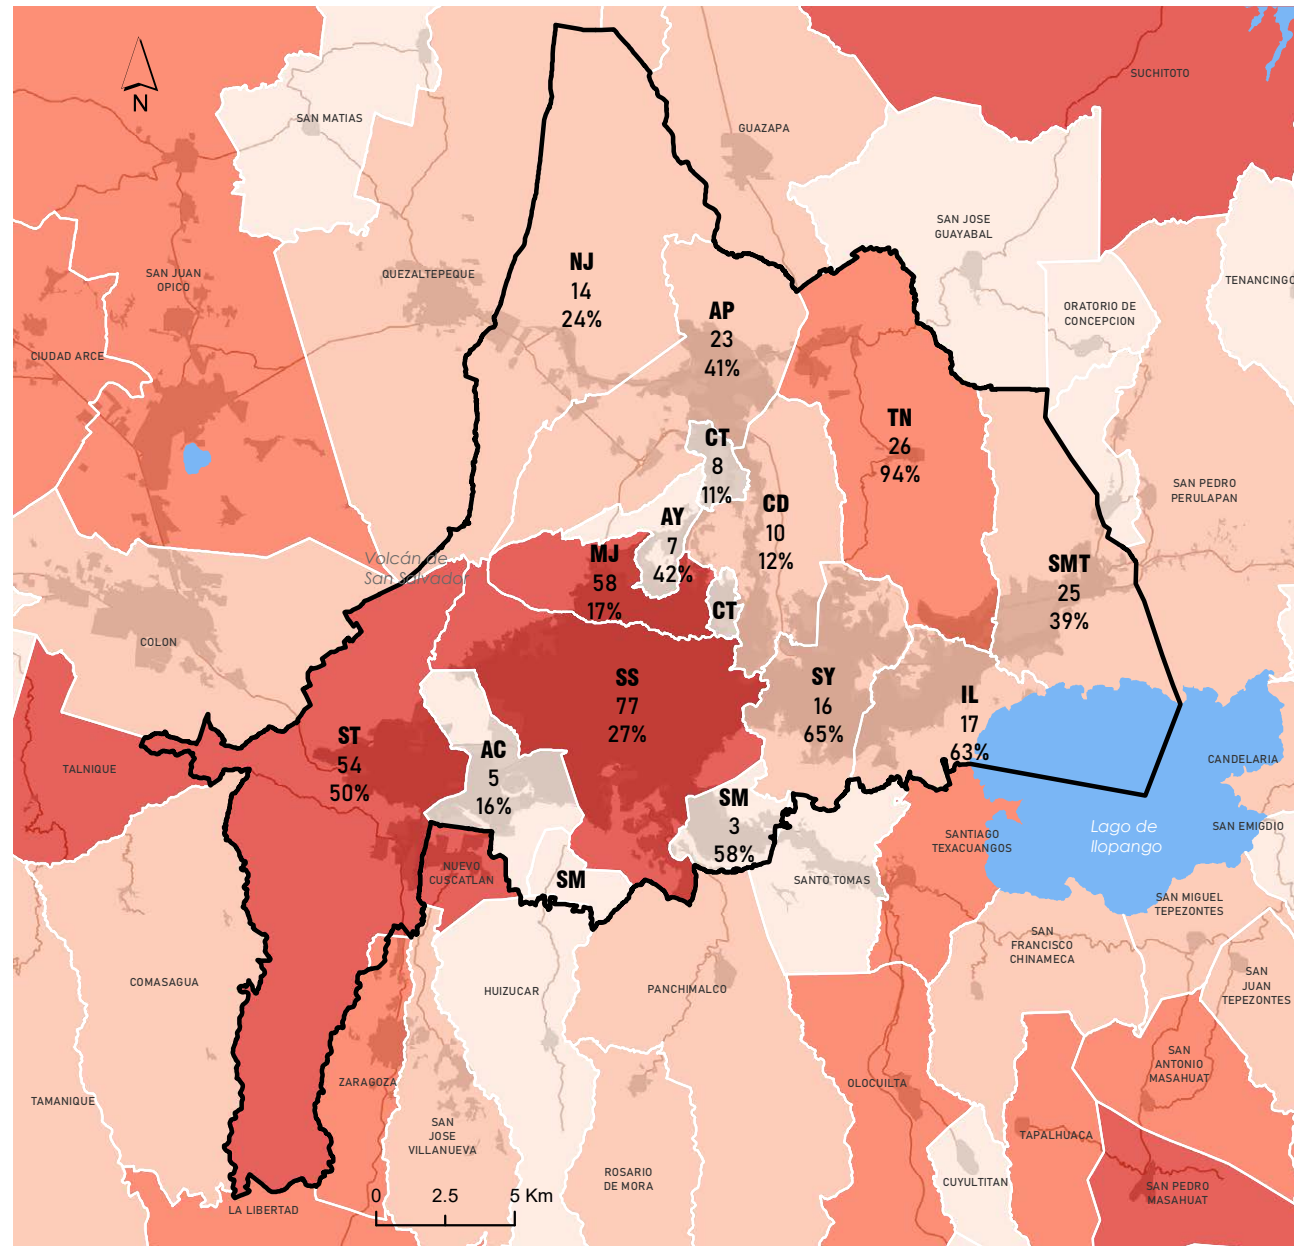 SUCHITOTO
N
SAN MATIAS
GUAZAPA
SAN JOSE
GUAYABAL
NJ
14
24%
SAN JUAN
OPICO
QUEZALTEPEQUE
TENANCINGO
AP
23
41%
ORATORIO DE
CONCEPCION
CIUDAD ARCE
TN
26
94%
CT
8
11%
SAN PEDRO
PERULAPAN
CD
10
12%
AY
7
42%
Volcán de
San Salvador
MJ
58
17%
SMT
25
39%
CT
COLON
SS
77
27%
SY
16
65%
IL
17
63%
ST
54
50%
AC
5
16%
TALNIQUE
CANDELARIA
SM
3
58%
Lago de
Ilopango
SAN EMIGDIO
SANTIAGO
TEXACUANGOS
NUEVO
CUSCATLAN
SM
SANTO TOMAS
SAN MIGUEL
TEPEZONTES
SAN
FRANCISCO
CHINAMECA
COMASAGUA
HUIZUCAR
PANCHIMALCO
SAN
JUAN
TEPEZONTES
SAN
ANTONIO
MASAHUAT
ZARAGOZA
OLOCUILTA
TAMANIQUE
SAN
JOSE
VILLANUEVA
TAPALHUACA
ROSARIO
DE MORA
CUYULTITAN
SAN PEDRO
MASAHUAT
0 2.5 5 Km
LA LIBERTAD